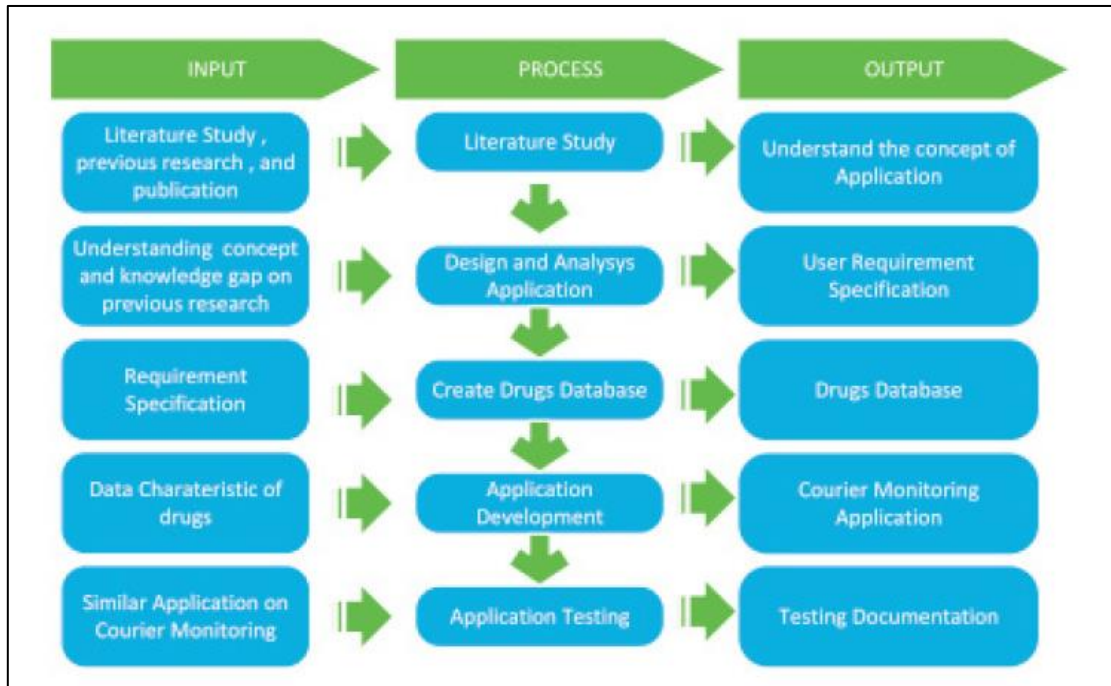 INPUT
PROCESS
OUTPUT
Literature Study ,
previous research , and
publication
Literature Study
Understand the concept of
Application
Understanding concept
and knowledge gap on
previous research
Design and Analysys
Application
User Requirement
Specification
Requirement
Specification
Create Drugs Database
Drugs Database
Data Charateristic of
drugs
Application
Development
Courier Monitoring
Application
Similar Application on
Courier Monitoring
Application Testing
Testing Documentation